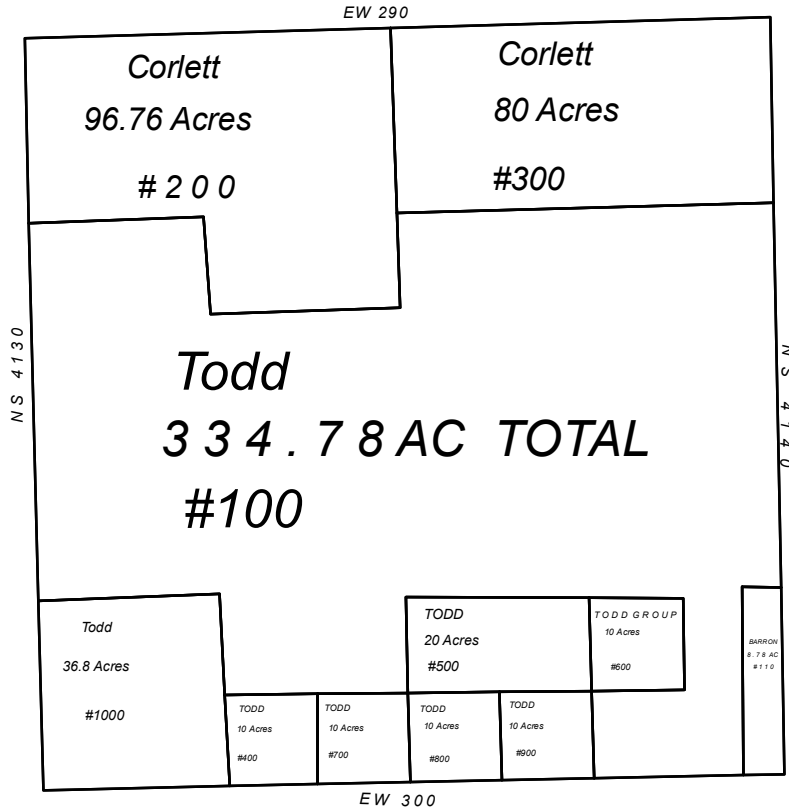 EW 290
Corlett
96.76 Acres
# 2 0 0
Corlett
80 Acres
#300
NS 4130
NS 4140
Todd
3 3 4 . 7 8 AC TOTAL
#100
Todd
36.8 Acres
#1000
TODD
20 Acres
#500
TODD GROUP
10 Acres
#600
BARRON
8.78 AC
#110
TODD
10 Acres
#400
TODD
10 Acres
#700
TODD
10 Acres
#800
TODD
10 Acres
#900
EW 300